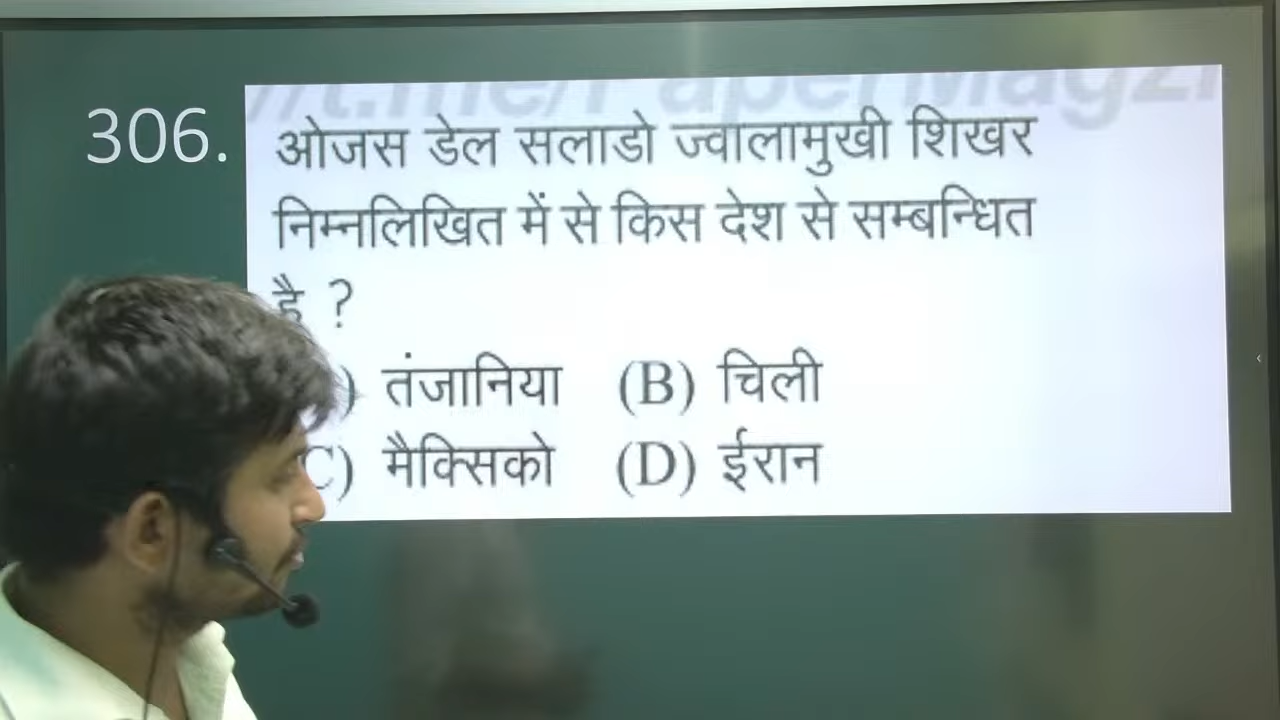 306.
ओजस डेल सलाडो ज्वालामुखी शिखर
निम्नलिखित में से किस देश से सम्बन्धित
है ?
) तंजानिया (B) चिली
C) मैक्सिको (D) ईरान